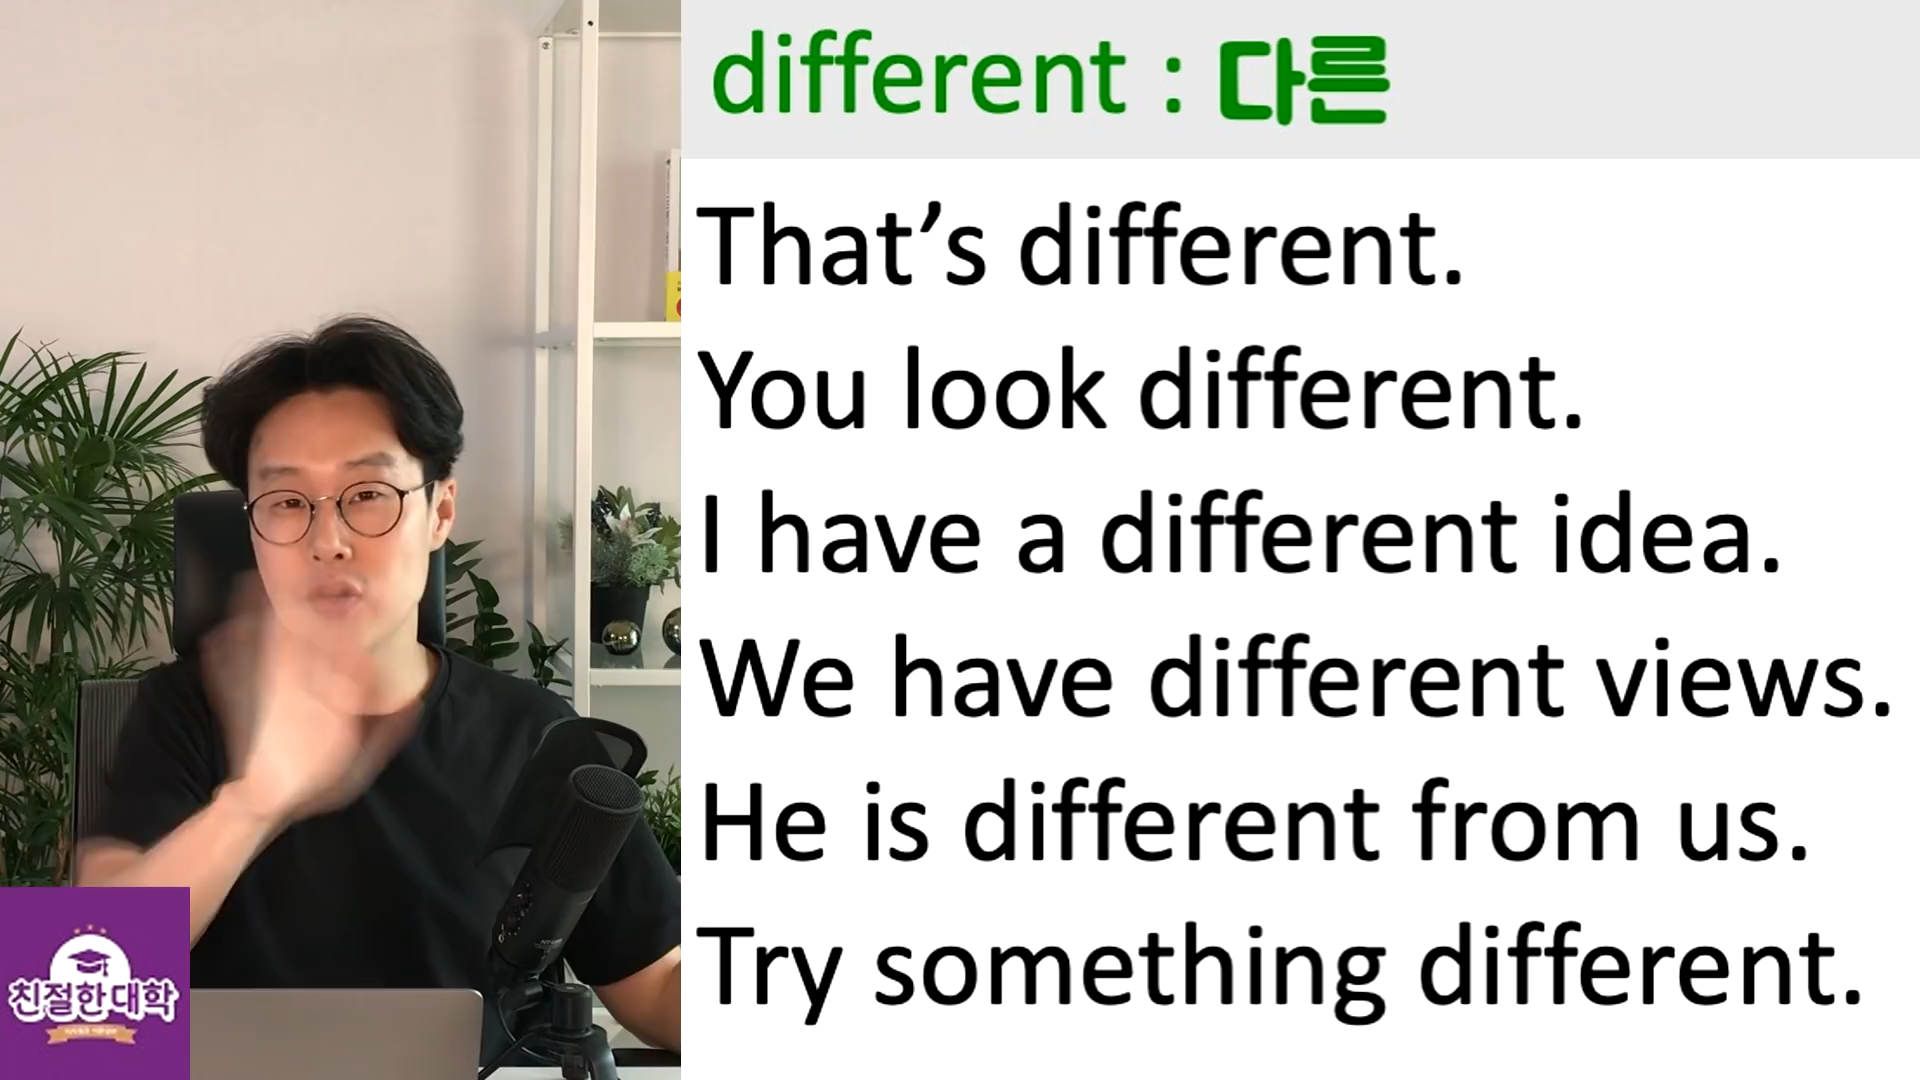 different : 다른
That’s different.
You look different.
I have a different idea.
We have different views.
He is different from us.
Try something different.
친절한대학